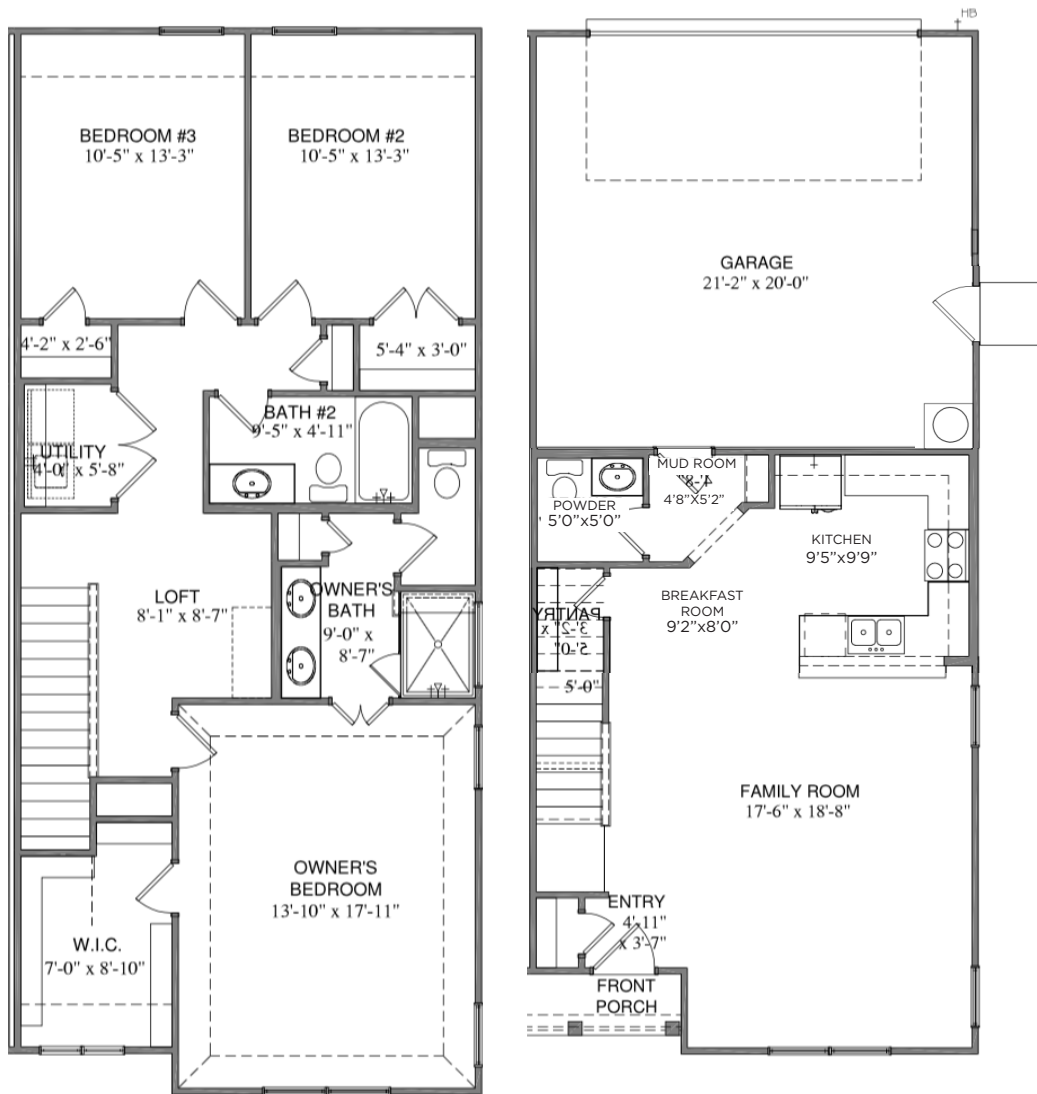 BEDROOM #3
10'-5" x 13'-3"
BEDROOM #2
10'-5" x 13'-3"
4'-2" x 2'-6"
5'-4" x 3'-0"
UTILITY
4'-0" x 5'-8"
BATH #2
9'-5" x 4'-11"
LOFT
8'-1" x 8'-7"
OWNER'S
BATH
9'-0" x
8'-7"
OWNER'S
BEDROOM
13'-10" x 17'-11"
W.I.C.
7'-0" x 8'-10"
HB
GARAGE
21'-2" x 20'-0"
MUD ROOM
4'-8"
4'8"X5'2"
POWDER
5'0"x5'0"
KITCHEN
9'5"x9'9"
BREAKFAST
ROOM
9'2"x8'0"
PANTRY
3'-2" x
5'-0"
5'-0"
FAMILY ROOM
17'-6" x 18'-8"
ENTRY
4'-11"
x 3'-7"
FRONT
PORCH